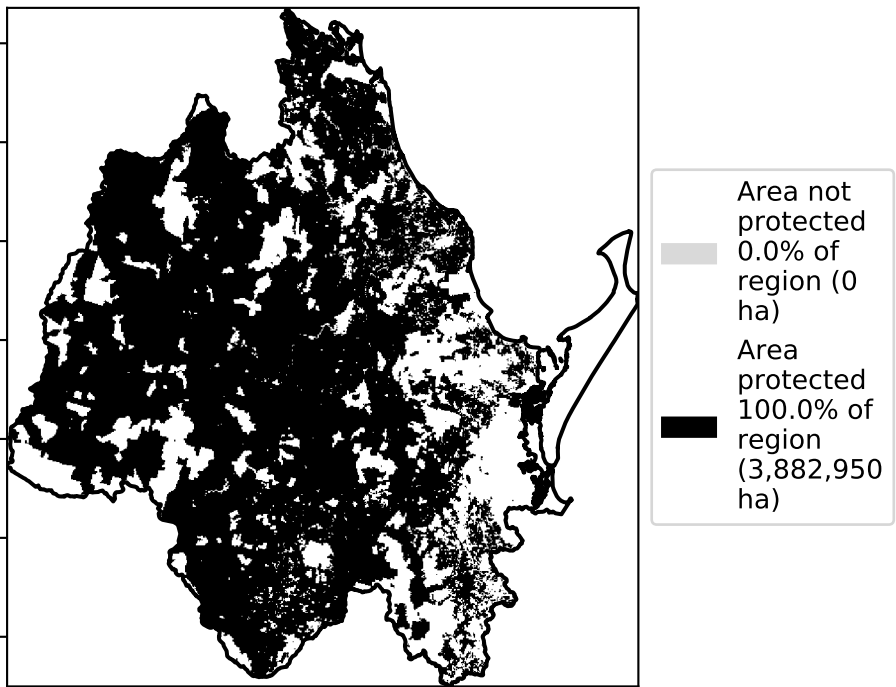 Area not
protected
0.0% of
region (0
ha)
Area
protected
100.0% of
region
(3,882,950
ha)